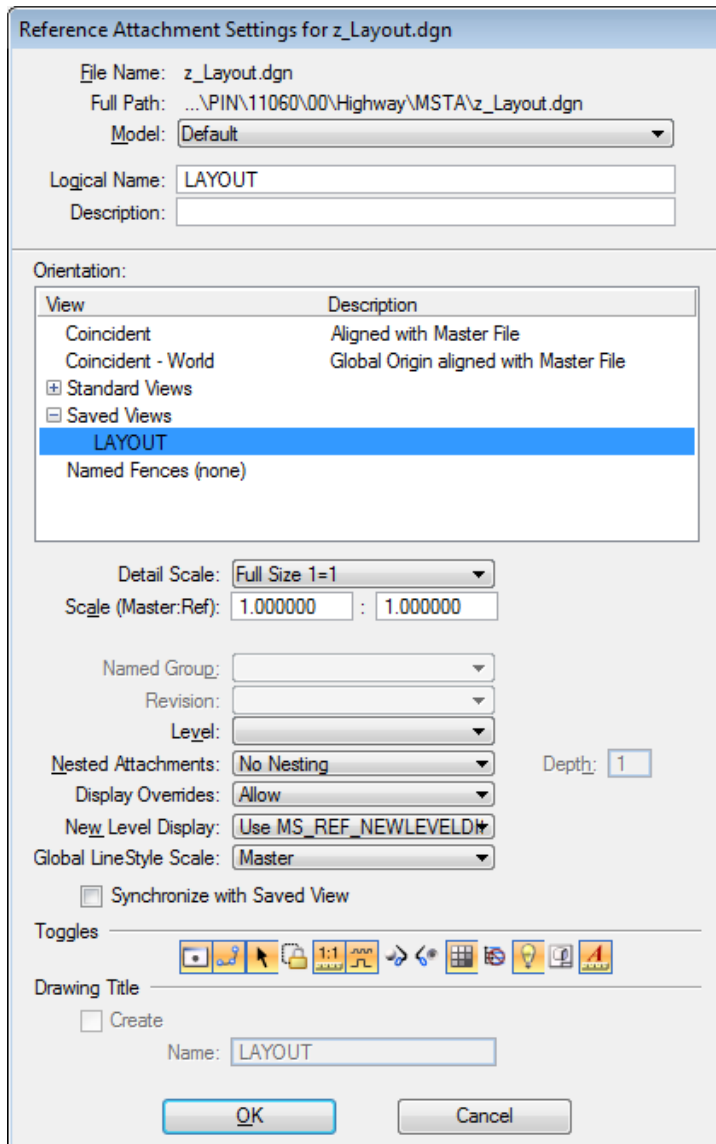 Reference Attachment Settings for z_Layout.dgn
File Name: z_Layout.dgn
Full Path: ...\PIN\11060\00\Highway\MSTA\z_Layout.dgn
Model: Default
Logical Name: LAYOUT
Description:
Orientation:
View Description
Coincident Aligned with Master File
Coincident - World Global Origin aligned with Master File
Standard Views
Saved Views
LAYOUT
Named Fences (none)
Detail Scale: Full Size 1=1
Scale (Master:Ref): 1.000000 : 1.000000
Named Group:
Revision:
Level:
Nested Attachments: No Nesting Depth: 1
Display Overrides: Allow
New Level Display: Use MS_REF_NEWLEVELDI
Global LineStyle Scale: Master
Synchronize with Saved View
Toggles
1:1 A
Drawing Title
Create
Name: LAYOUT
OK Cancel